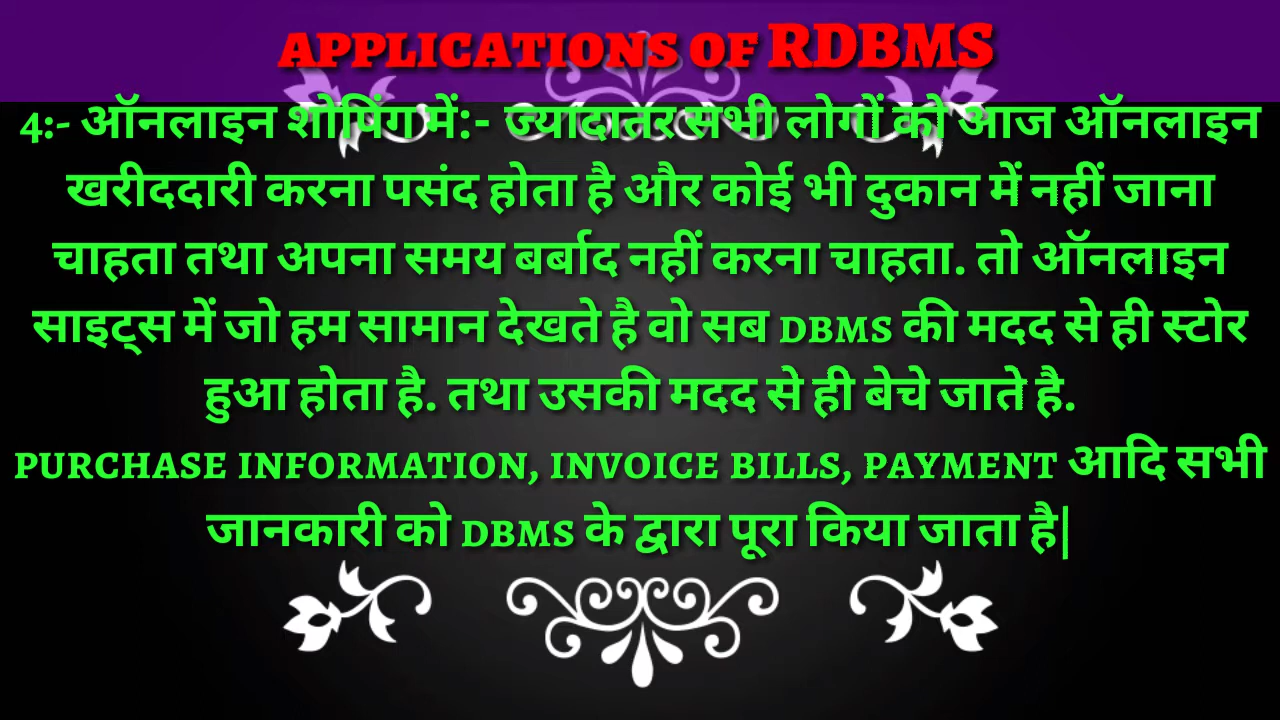 APPLICATIONS OF RDBMS
4:- ऑनलाइन शोपिंग में:- ज्यादातर सभी लोगों को आज ऑनलाइन
खरीददारी करना पसंद होता है और कोई भी दुकान में नहीं जाना
चाहता तथा अपना समय बर्बाद नहीं करना चाहता. तो ऑनलाइन
साइट्स में जो हम सामान देखते है वो सब DBMS की मदद से ही स्टोर
हुआ होता है. तथा उसकी मदद से ही बेचे जाते है.
PURCHASE INFORMATION, INVOICE BILLS, PAYMENT आदि सभी
जानकारी को DBMS के द्वारा पूरा किया जाता है|